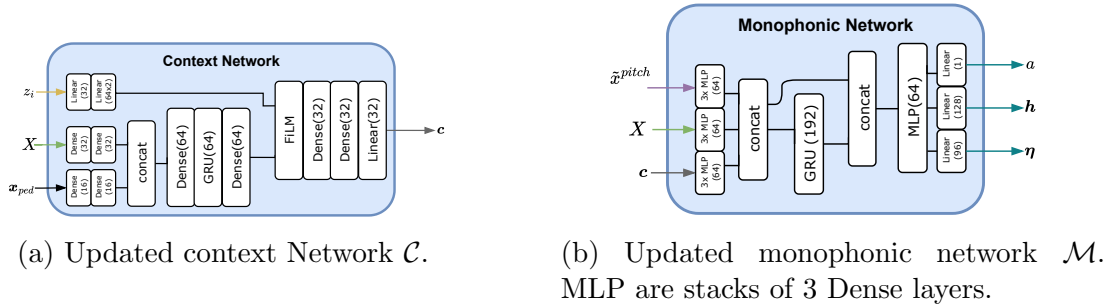 Context Network
z_i
Linear (32)
Linear (64x2)
X
Dense (32)
Dense (32)
x_{ped}
Dense (16)
Dense (16)
concat
Dense(64)
GRU(64)
Dense(64)
FiLM
Dense(32)
Dense(32)
Linear(32)
c
(a) Updated context Network C.
Monophonic Network
x̃^{pitch}
3x MLP (64)
X
3x MLP (64)
c
3x MLP (64)
concat
GRU (192)
concat
MLP(64)
Linear (1)
a
Linear (128)
h
Linear (96)
η
(b) Updated monophonic network M.
MLP are stacks of 3 Dense layers.